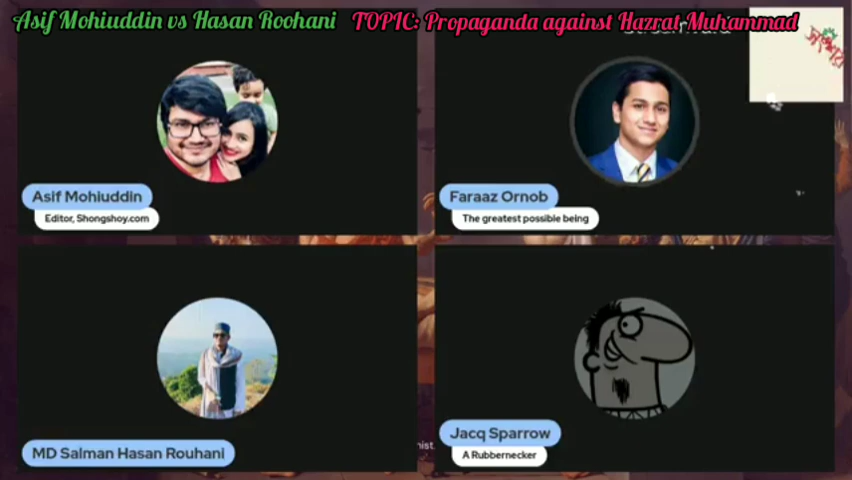 Asif Mohiuddin vs Hasan Roohani TOPIC: Propaganda against Hazrat Muhammad
Asif Mohiuddin
Editor, Shongshoy.com
Faraaz Ornob
The greatest possible being
MD Salman Hasan Rouhani
Jacq Sparrow
A Rubbernecker